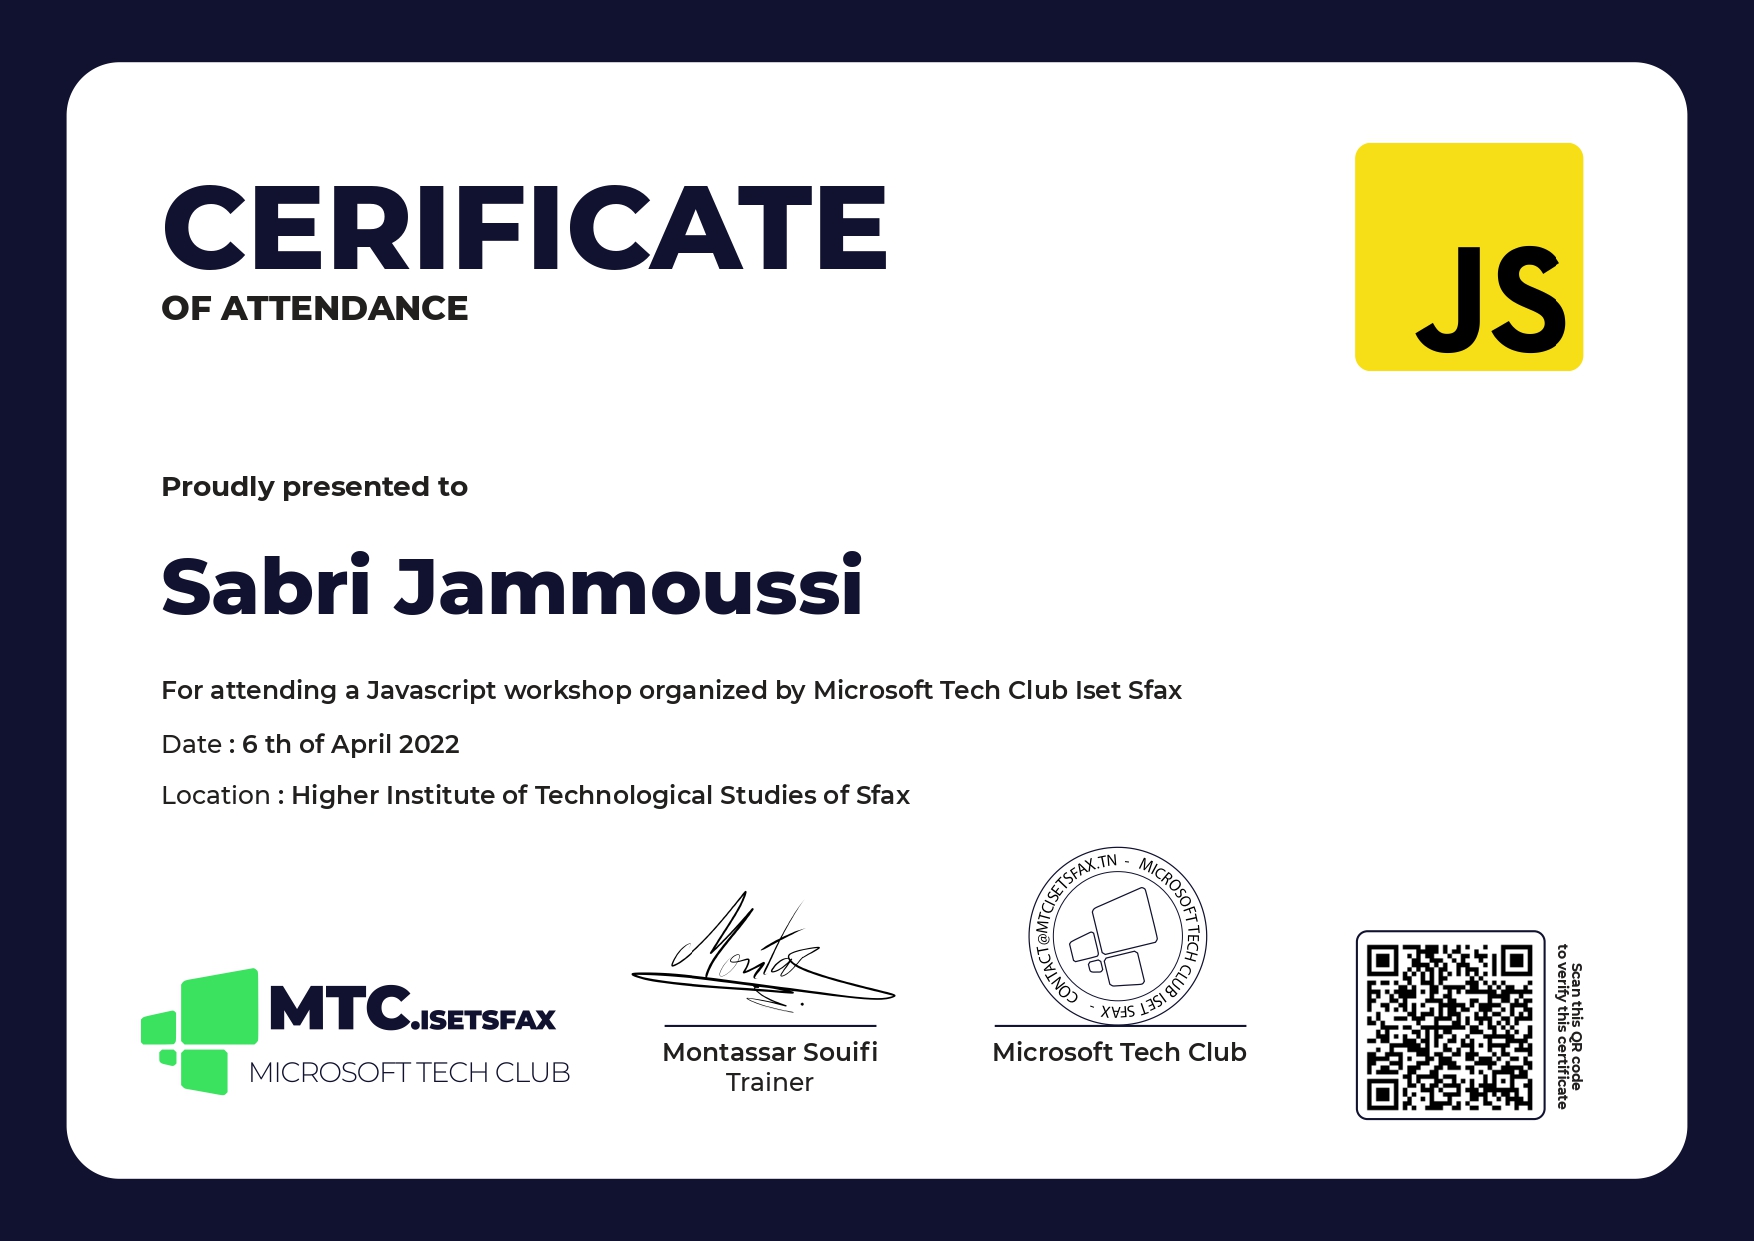 CERIFICATE
OF ATTENDANCE
JS
Proudly presented to
Sabri Jammoussi
For attending a Javascript workshop organized by Microsoft Tech Club Iset Sfax
Date : 6 th of April 2022
Location : Higher Institute of Technological Studies of Sfax
MTC.ISETSFAX
MICROSOFT TECH CLUB
Montas
Montassar Souifi
Trainer
MICROSOFT TECH CLUB ISET SFAX - CONTACT@MTCISETSFAX.TN -
Microsoft Tech Club
Scan this QR code
to verify this certificate